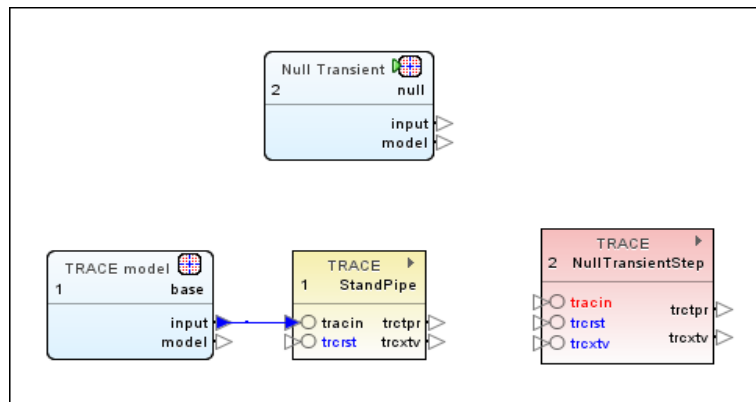 Null Transient
2 null
input
model
TRACE model
1 base
input
model
TRACE
1 StandPipe
tracin trctpr
trcrst trcxtv
TRACE
2 NullTransientStep
tracin
trcrst
trcxtv
trctpr
trcxtv